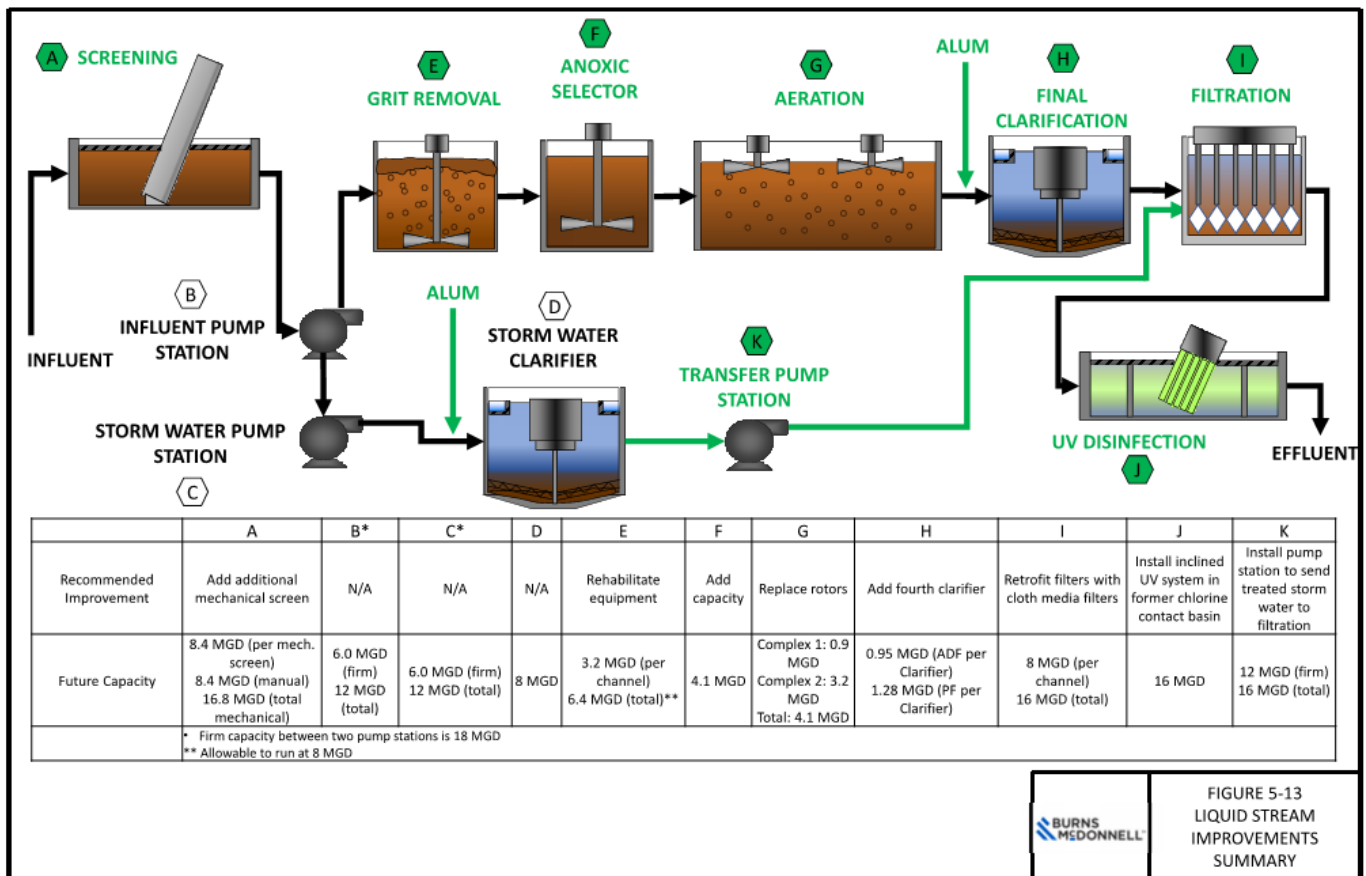 A SCREENING
E
GRIT REMOVAL
F
ANOXIC
SELECTOR
G
AERATION
ALUM
H
FINAL
CLARIFICATION
I
FILTRATION
B
INFLUENT PUMP
STATION
INFLUENT
ALUM
D
STORM WATER
CLARIFIER
K
TRANSFER PUMP
STATION
STORM WATER PUMP
STATION
C
UV DISINFECTION
J
EFFLUENT
A B* C* D E F G H I J K
Recommended
Improvement
Add additional
mechanical screen
N/A
N/A
N/A
Rehabilitate
equipment
Add
capacity
Replace rotors
Add fourth clarifier
Retrofit filters with
cloth media filters
Install inclined
UV system in
former chlorine
contact basin
Install pump
station to send
treated storm
water to
filtration
Future Capacity
8.4 MGD (per mech.
screen)
8.4 MGD (manual)
16.8 MGD (total
mechanical)
6.0 MGD
(firm)
12 MGD
(total)
6.0 MGD (firm)
12 MGD (total)
8 MGD
3.2 MGD (per
channel)
6.4 MGD (total)**
4.1 MGD
Complex 1: 0.9
MGD
Complex 2: 3.2
MGD
Total: 4.1 MGD
0.95 MGD (ADF per
Clarifier)
1.28 MGD (PF per
Clarifier)
8 MGD (per
channel)
16 MGD (total)
16 MGD
12 MGD (firm)
16 MGD (total)
• Firm capacity between two pump stations is 18 MGD
** Allowable to run at 8 MGD
BURNS
McDONNELL
FIGURE 5-13
LIQUID STREAM
IMPROVEMENTS
SUMMARY